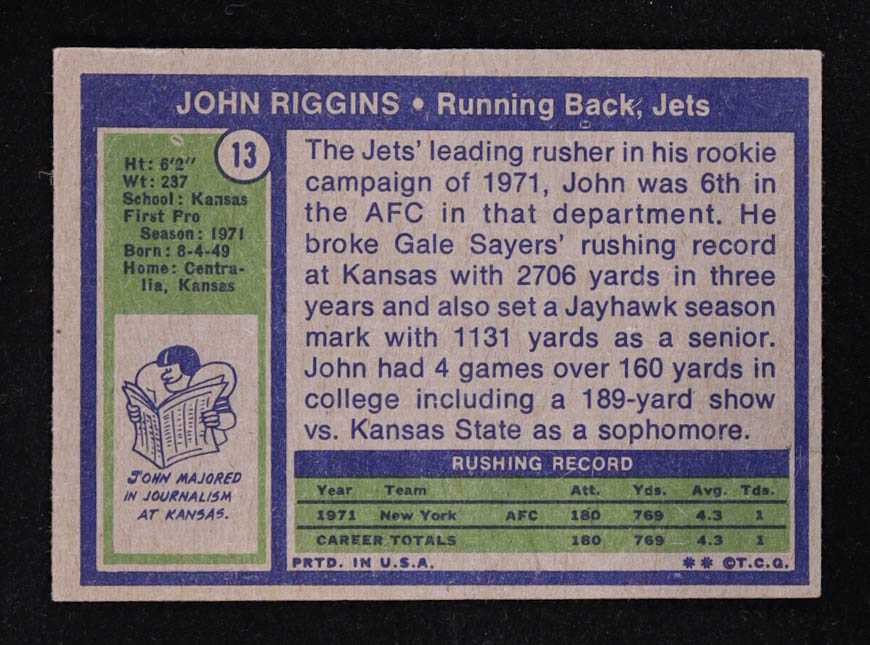 JOHN RIGGINS • Running Back, Jets
13
Ht: 6'2"
Wt: 237
School: Kansas
First Pro
Season: 1971
Born: 8-4-49
Home: Centra-
lia, Kansas
JOHN MAJORED
IN JOURNALISM
AT KANSAS.
The Jets' leading rusher in his rookie
campaign of 1971, John was 6th in
the AFC in that department. He
broke Gale Sayers' rushing record
at Kansas with 2706 yards in three
years and also set a Jayhawk season
mark with 1131 yards as a senior.
John had 4 games over 160 yards in
college including a 189-yard show
vs. Kansas State as a sophomore.
RUSHING RECORD
Year Team Att. Yds. Avg. Tds.
1971 New York AFC 180 769 4.3 1
CAREER TOTALS 180 769 4.3 1
PRTD. IN U.S.A. ** ©T.C.G.